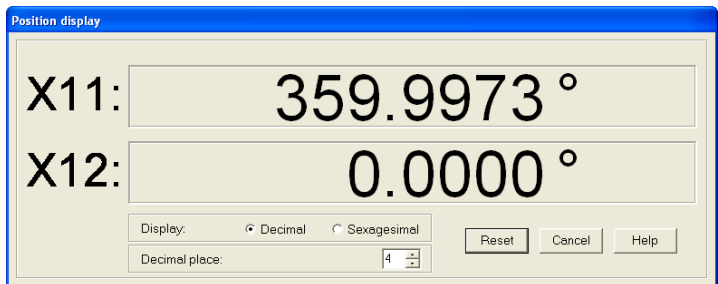 Position display
X11: 359.9973 °
X12: 0.0000 °
Display: Decimal Sexagesimal
Reset Cancel Help
Decimal place: 4